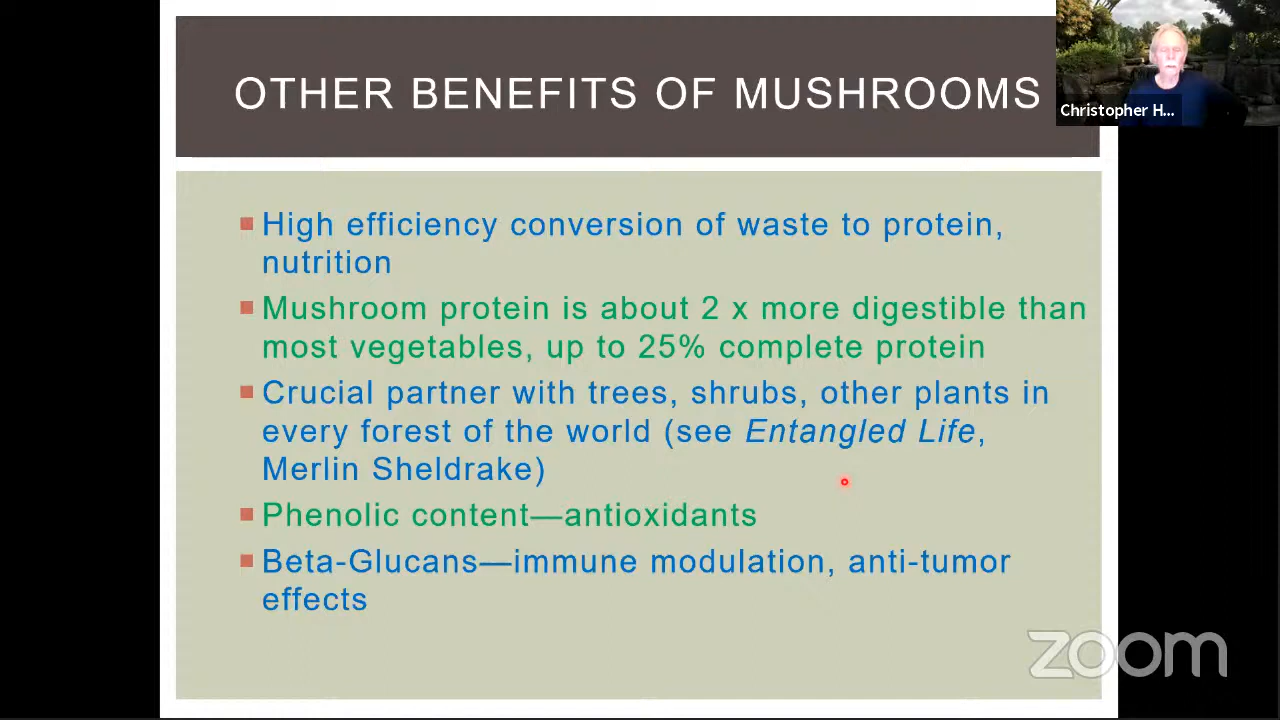 OTHER BENEFITS OF MUSHROOMS
Christopher H...
High efficiency conversion of waste to protein,
nutrition
Mushroom protein is about 2 x more digestible than
most vegetables, up to 25% complete protein
Crucial partner with trees, shrubs, other plants in
every forest of the world (see Entangled Life,
Merlin Sheldrake)
Phenolic content—antioxidants
Beta-Glucans—immune modulation, anti-tumor
effects
zoom